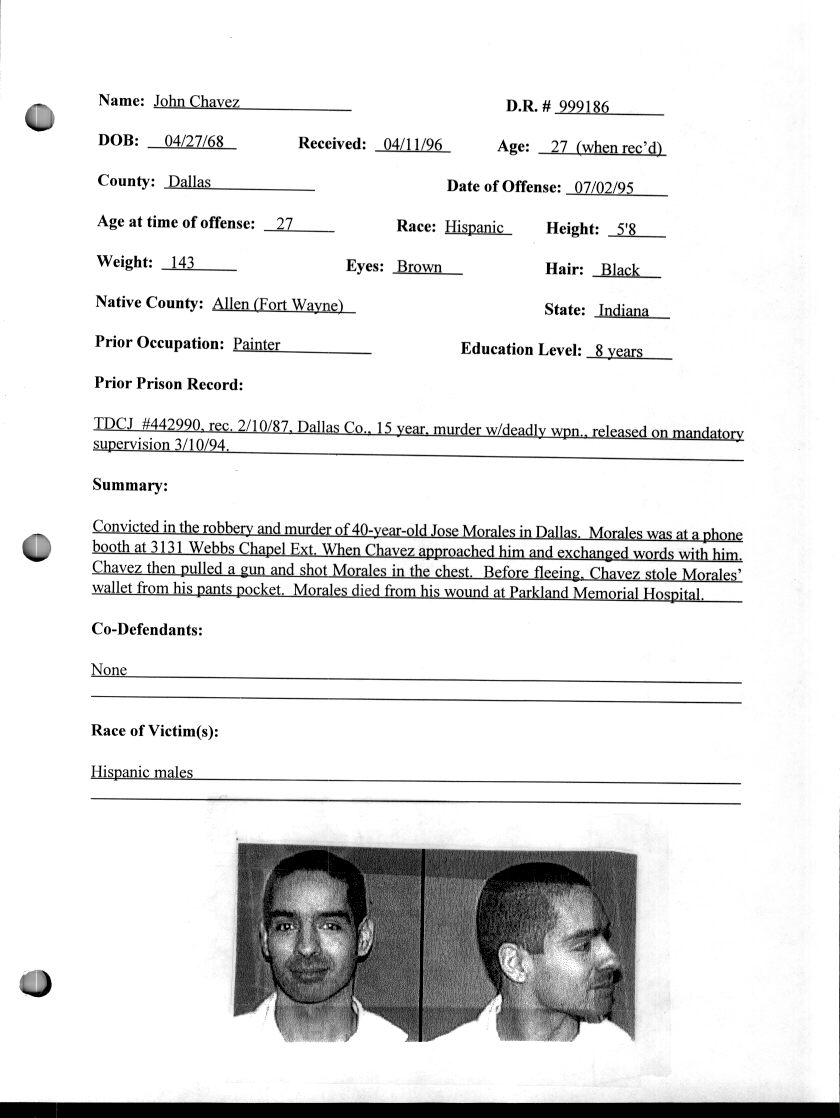 Name: John Chavez D.R. # 999186
DOB: 04/27/68 Received: 04/11/96 Age: 27 (when rec'd)
County: Dallas Date of Offense: 07/02/95
Age at time of offense: 27 Race: Hispanic Height: 5'8
Weight: 143 Eyes: Brown Hair: Black
Native County: Allen (Fort Wayne) State: Indiana
Prior Occupation: Painter Education Level: 8 years
Prior Prison Record:
TDCJ #442990, rec. 2/10/87, Dallas Co., 15 year, murder w/deadly wpn., released on mandatory
supervision 3/10/94.
Summary:
Convicted in the robbery and murder of 40-year-old Jose Morales in Dallas. Morales was at a phone
booth at 3131 Webbs Chapel Ext. When Chavez approached him and exchanged words with him.
Chavez then pulled a gun and shot Morales in the chest. Before fleeing, Chavez stole Morales'
wallet from his pants pocket. Morales died from his wound at Parkland Memorial Hospital.
Co-Defendants:
None
Race of Victim(s):
Hispanic males